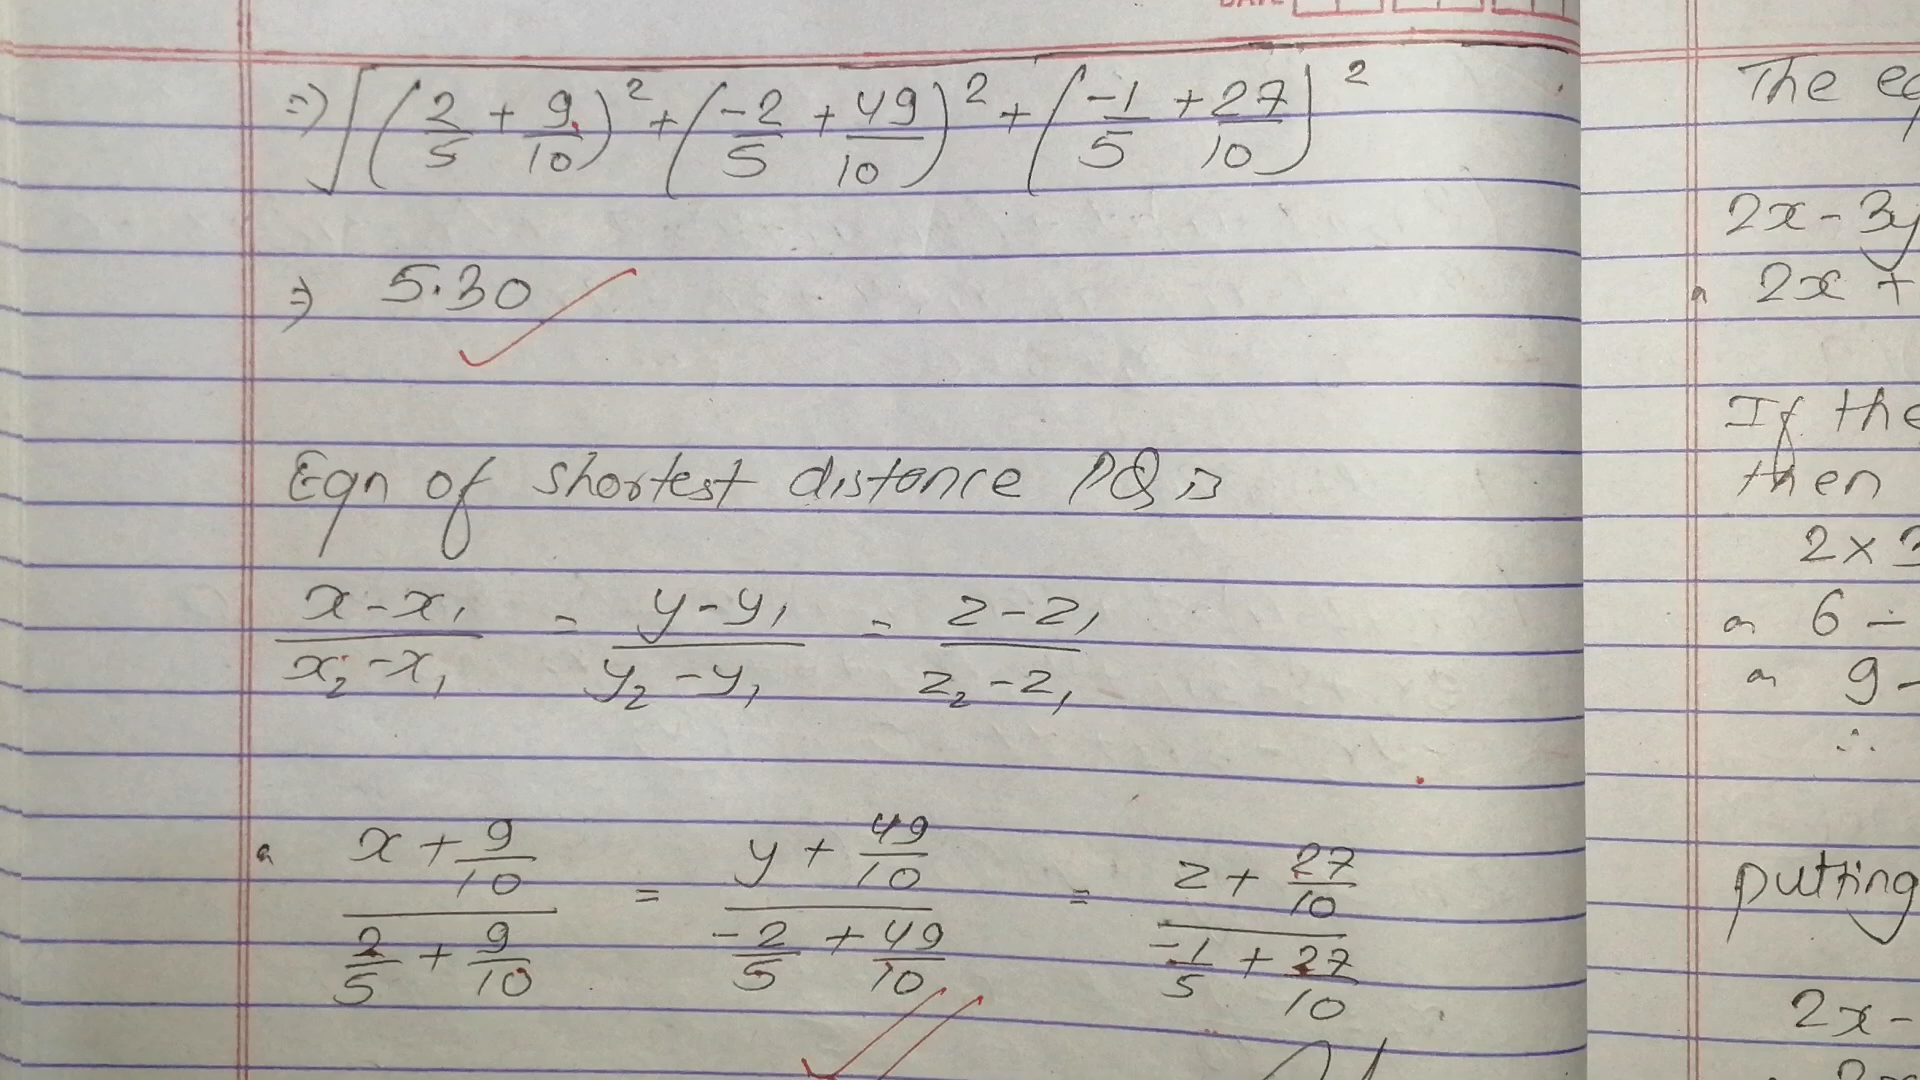 DATE
⇒ √(2/5 + 9/10)² + (-2/5 + 49/10)² + (-1/5 + 27/10)²
⇒ 5.30
Eqn of shortest distance PQ is
x-x₁/x₂-x₁ = y-y₁/y₂-y₁ = z-z₁/z₂-z₁
a (x + 9/10)/(2/5 + 9/10) = (y + 49/10)/(-2/5 + 49/10) = (z + 27/10)/(-1/5 + 27/10)
The eq
2x - 3y
a 2x +
If the
then
2x3
a 6 -
a 9 -
∴
putting
2x -